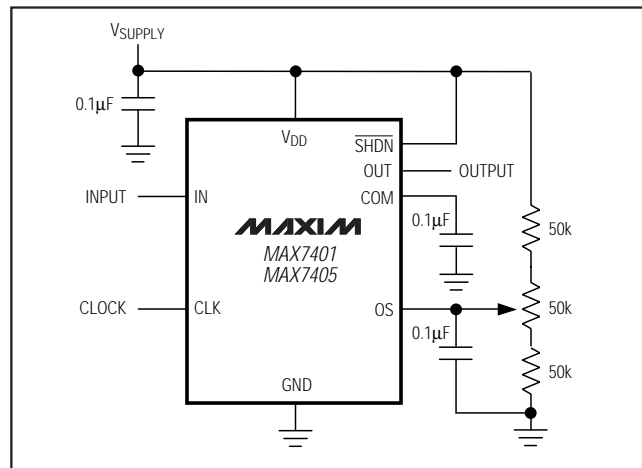 VSUPPLY
0.1μF
VDD
SHDN
OUT
OUTPUT
INPUT
IN
COM
MAXIM
MAX7401
MAX7405
0.1μF
50k
CLOCK
CLK
OS
50k
0.1μF
50k
GND